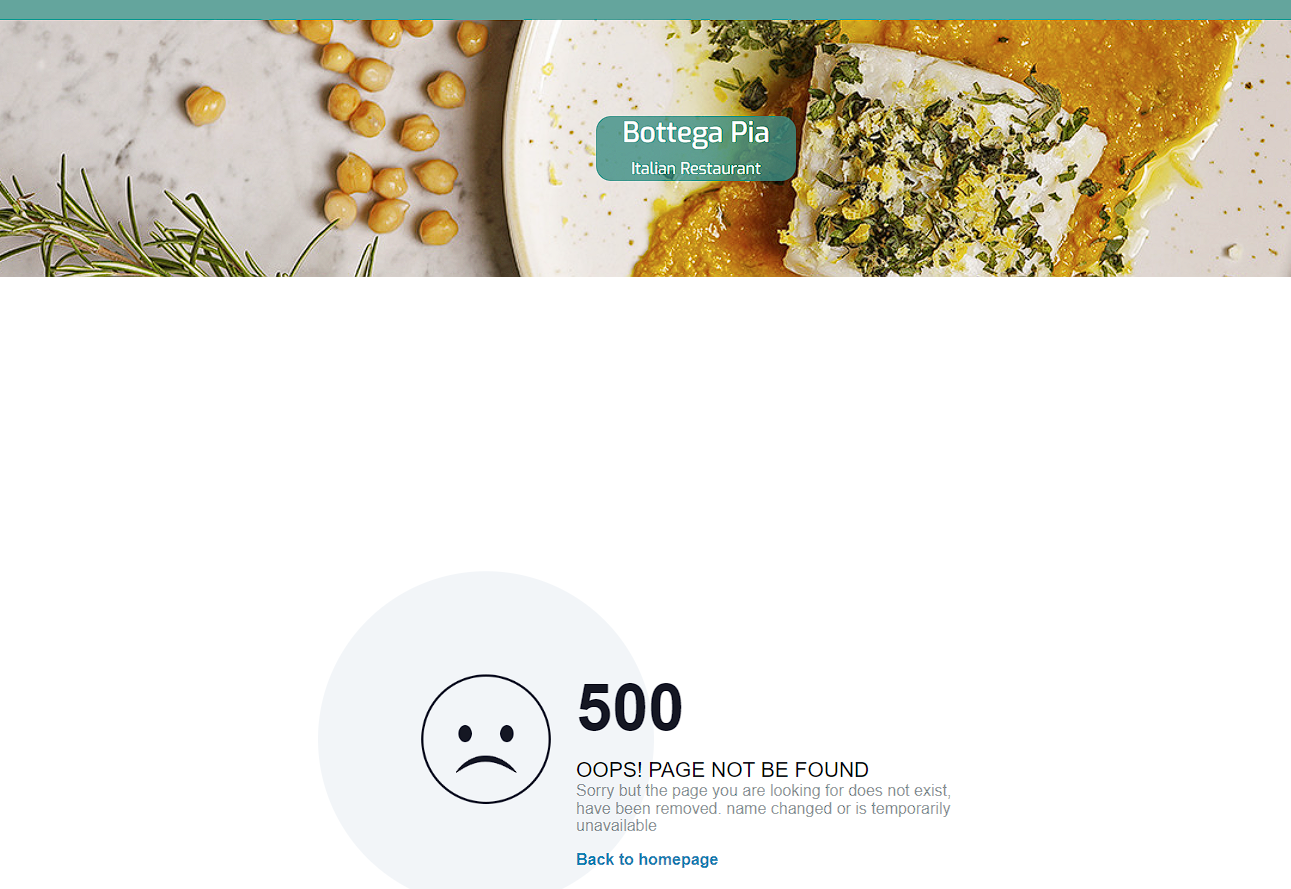 Bottega Pia
Italian Restaurant
500
OOPS! PAGE NOT BE FOUND
Sorry but the page you are looking for does not exist,
have been removed. name changed or is temporarily
unavailable
Back to homepage